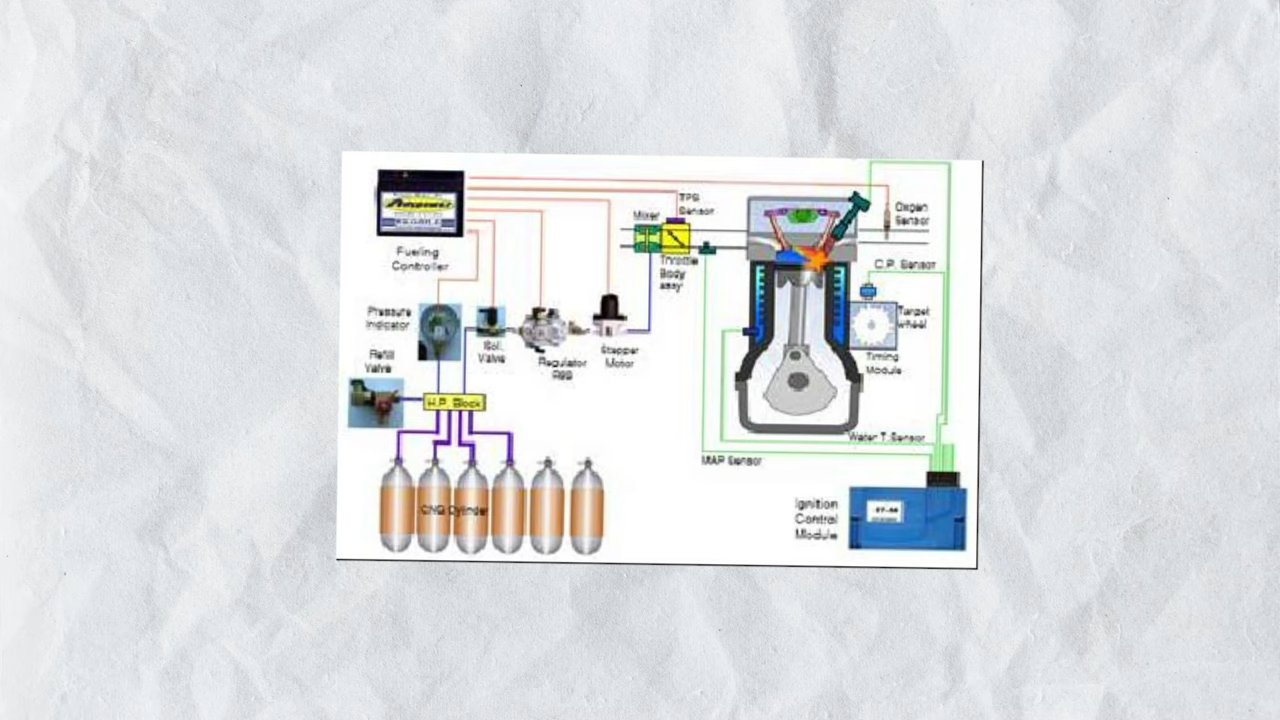 Fueling
Controller
TPS
Sensor
Mixer
Throttle
Body
assy
Oxygen
Sensor
C.P. Sensor
Target
wheel
Timing
Module
Pressure
Indicator
Refill
Valve
Sol.
Valve
Regulator
Stepper
Motor
H.P. Block
CNG Cylinder
Water T.Sensor
MAP Sensor
Ignition
Control
Module